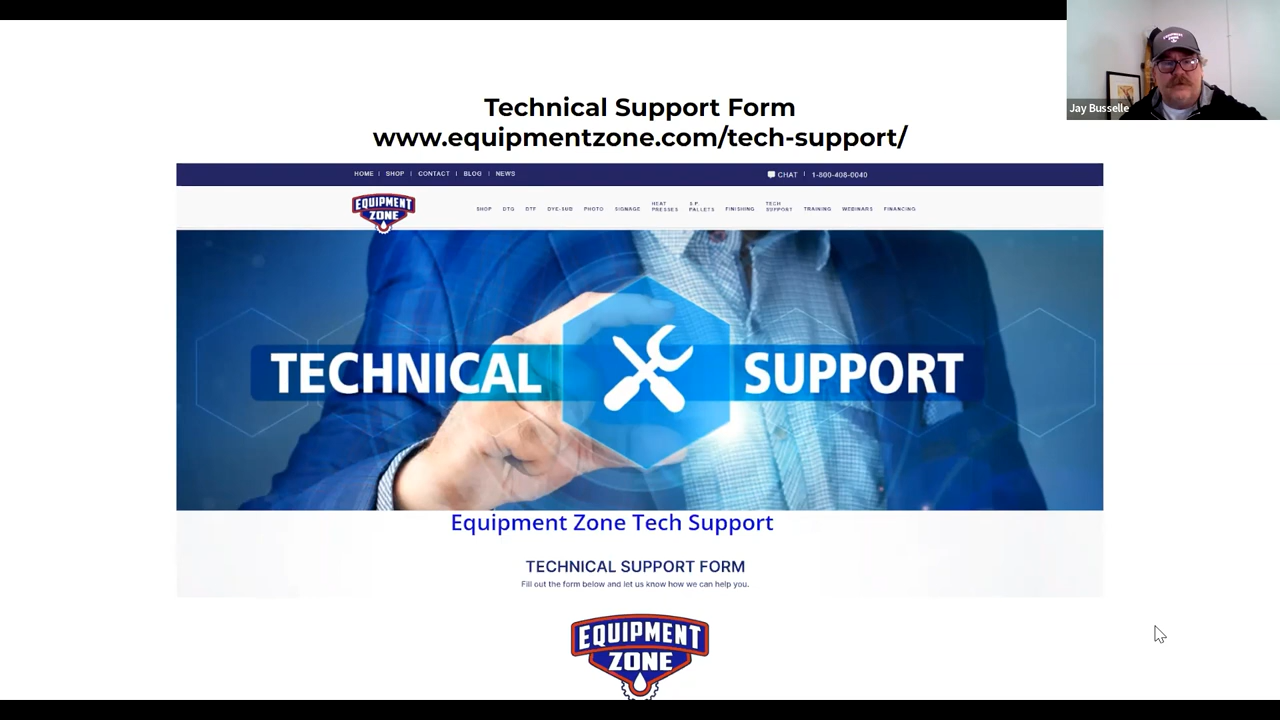 Technical Support Form
www.equipmentzone.com/tech-support/
Jay Busselle
HOME | SHOP | CONTACT | BLOG | NEWS
CHAT | 1-800-408-0040
EQUIPMENT
ZONE
SHOP DTG DTF DYE-SUB PHOTO SIGNAGE HEAT PRESSES S.P. PALLETS FINISHING TECH SUPPORT TRAINING WEBINARS FINANCING
TECHNICAL SUPPORT
Equipment Zone Tech Support
TECHNICAL SUPPORT FORM
Fill out the form below and let us know how we can help you.
EQUIPMENT
ZONE